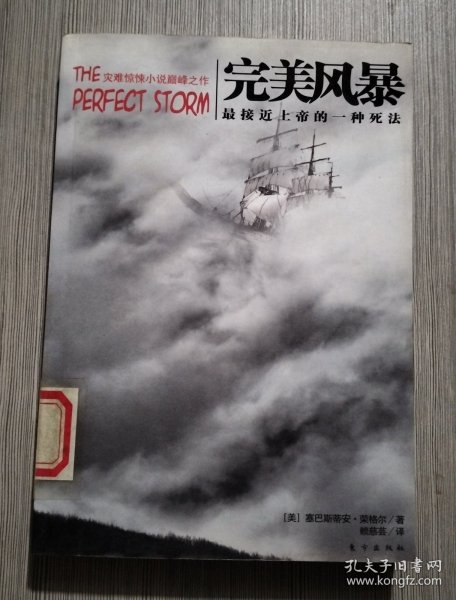 THE 灾难惊悚小说巅峰之作
PERFECT STORM
完美风暴
最接近上帝的一种死法
[美] 塞巴斯蒂安·荣格尔/著
赖慈芸/译
东方出版社
孔夫子旧书网
www.kongfz.com